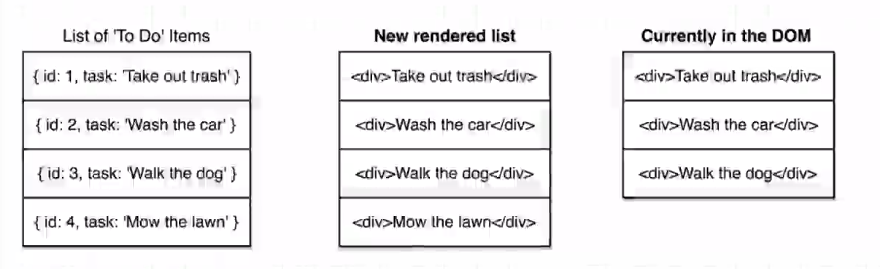 List of 'To Do' Items
{ id: 1, task: 'Take out trash' }
{ id: 2, task: 'Wash the car' }
{ id: 3, task: 'Walk the dog' }
{ id: 4, task: 'Mow the lawn' }
New rendered list
<div>Take out trash</div>
<div>Wash the car</div>
<div>Walk the dog</div>
<div>Mow the lawn</div>
Currently in the DOM
<div>Take out trash</div>
<div>Wash the car</div>
<div>Walk the dog</div>